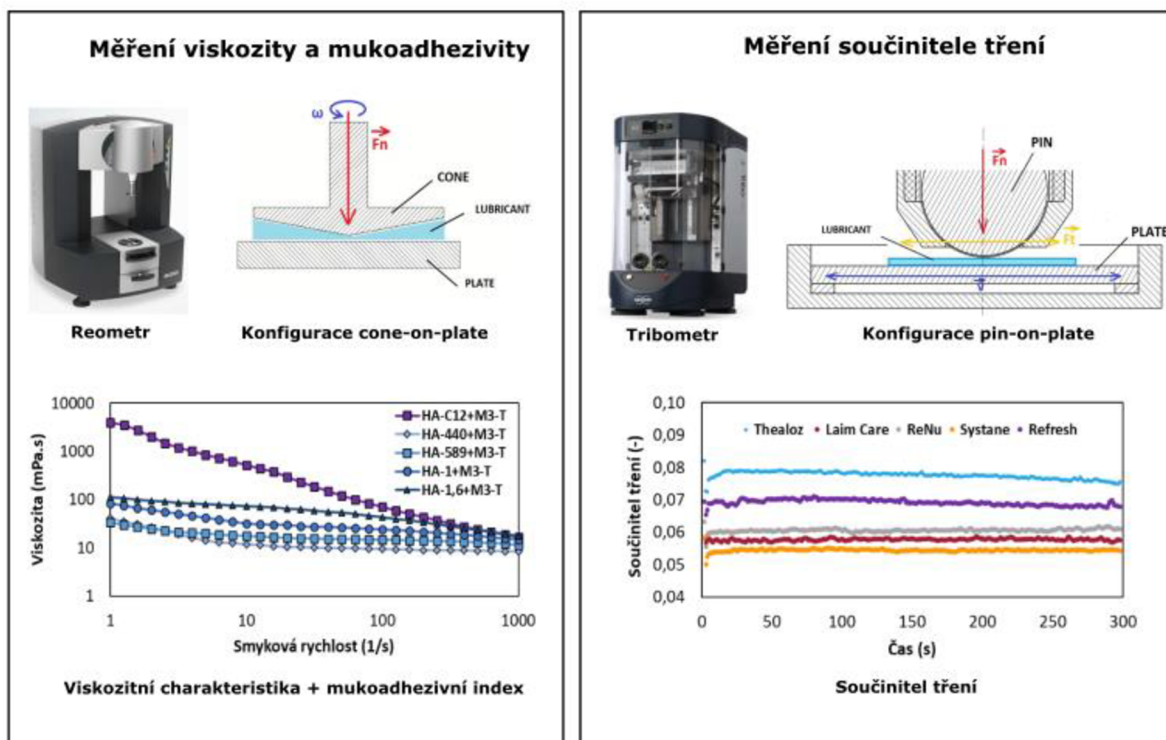 Měření viskozity a mukoadhezivity
ω
Fn
CONE
LUBRICANT
PLATE
Reometr
Konfigurace cone-on-plate
Viskozita (mPa.s)
10000
1000
100
10
1
HA-C12+M3-T
HA-440+M3-T
HA-589+M3-T
HA-1+M3-T
HA-1,6+M3-T
1 10 100 1000
Smyková rychlost (1/s)
Viskozitní charakteristika + mukoadhezivní index
Měření součinitele tření
Fn
PIN
LUBRICANT
Ft
PLATE
v
Tribometr
Konfigurace pin-on-plate
Součinitel tření (-)
0,10
0,09
0,08
0,07
0,06
0,05
0,04
Thealoz Laim Care ReNu Systane Refresh
0 50 100 150 200 250 300
Čas (s)
Součinitel tření